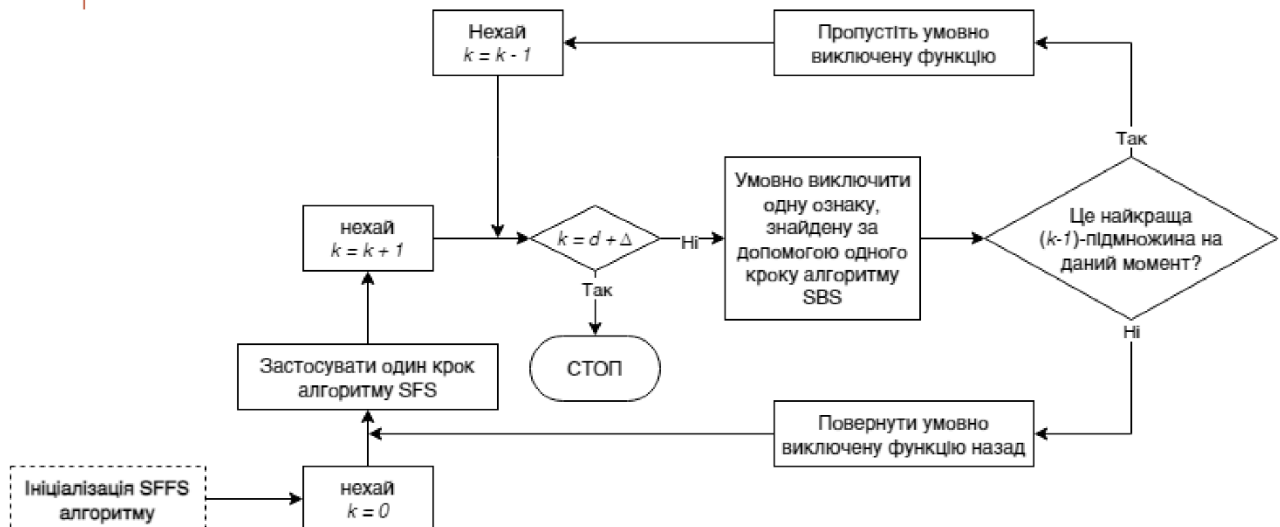 Нехай
k = k - 1
Пропустіть умовно
виключену функцію
Так
нехай
k = k + 1
k = d + Δ
Ні
Так
СТОП
Умовно виключити
одну ознаку,
знайдену за
допомогою одного
кроку алгоритму
SBS
Це найкраща
(k-1)-підмножина на
даний момент?
Ні
Застосувати один крок
алгоритму SFS
Повернути умовно
виключену функцію назад
Ініціалізація SFFS
алгоритму
нехай
k = 0